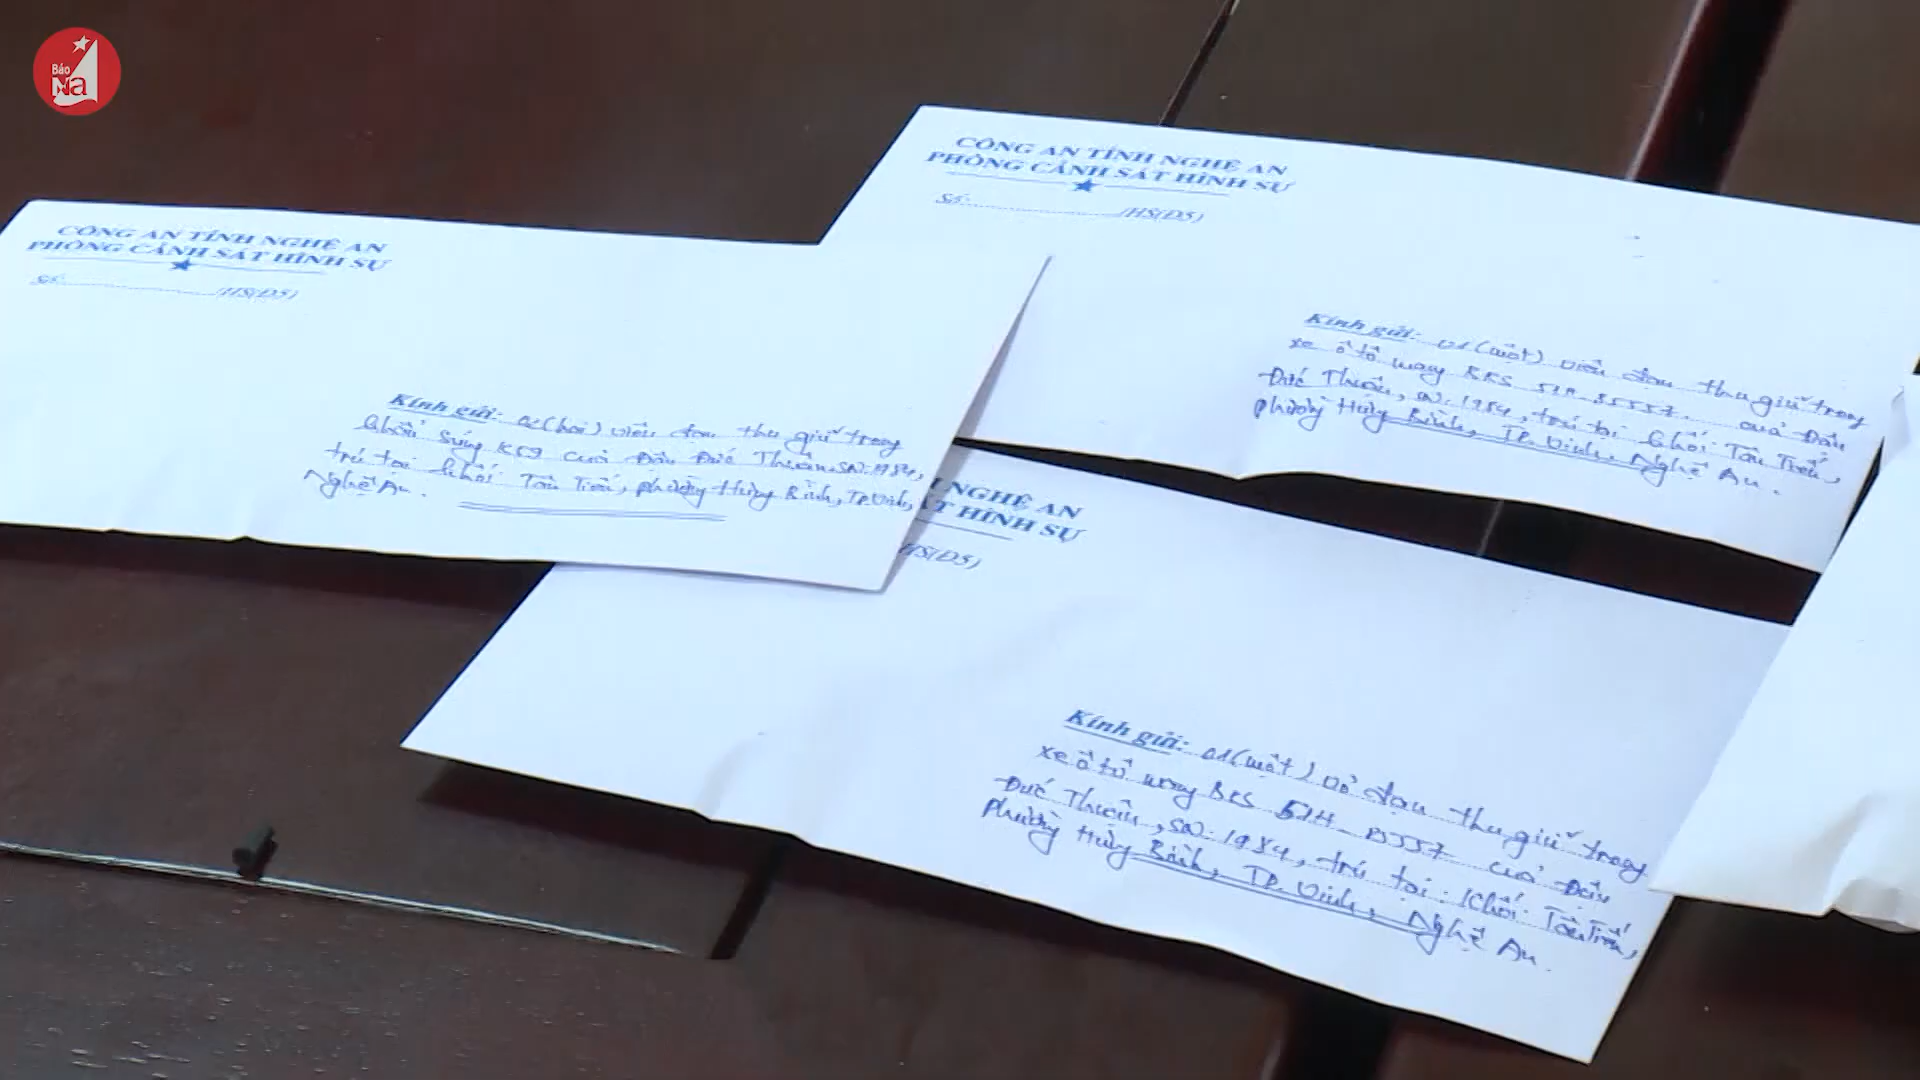 Báo
Na
CÔNG AN TỈNH NGHỆ AN
PHÒNG CẢNH SÁT HÌNH SỰ
Số: /HS(Đ5)
Kính gửi: 02(hai) viên đạn thu giữ trong
khẩu súng K59 của Đậu Đức Thuận, SN: 1984,
trú tại khối Tân Tiến, phường Hưng Bình, TP.Vinh,
Nghệ An.
CÔNG AN TỈNH NGHỆ AN
PHÒNG CẢNH SÁT HÌNH SỰ
Số: /HS(Đ5)
Kính gửi: 01(một) viên đạn thu giữ trong
xe ô tô mang BKS của Đậu
Đức Thuận, SN: 1984, trú tại khối Tân Tiến,
phường Hưng Bình, TP. Vinh, Nghệ An.
NGHỆ AN
HÌNH SỰ
HS(Đ5)
Kính gửi: 01(một) vỏ đạn thu giữ trong
xe ô tô mang BKS của Đậu
Đức Thuận, SN: 1984, trú tại: khối Tân Tiến,
phường Hưng Bình, TP. Vinh, Nghệ An.